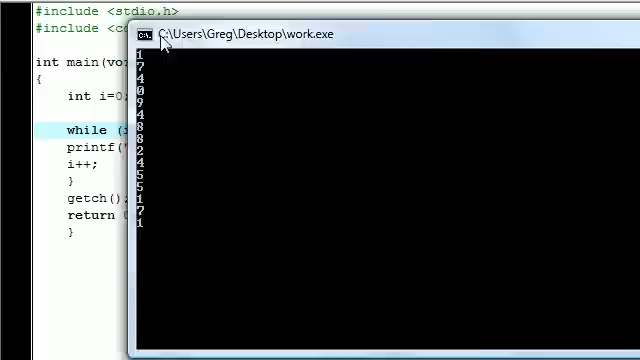 #include <stdio.h>
#include <co
C:\Users\Greg\Desktop\work.exe
int main(vo
{
int i=0;
while (
printf("
i++;
}
getch();
return
}
1
7
4
0
9
4
8
8
2
4
5
5
1
7
1